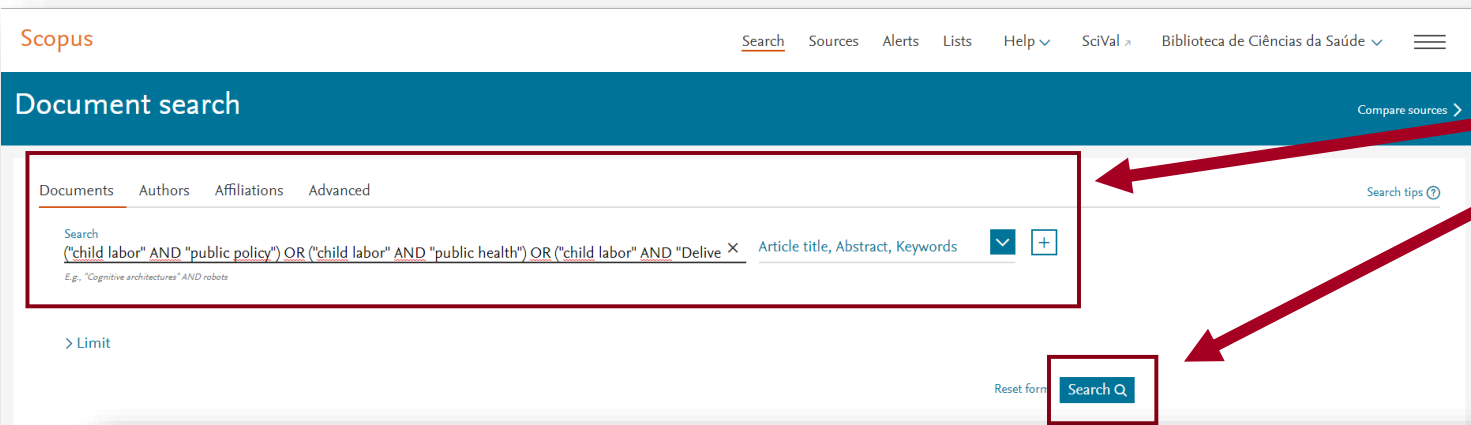 Scopus
Search Sources Alerts Lists Help SciVal Biblioteca de Ciências da Saúde
Document search
Compare sources
Documents Authors Affiliations Advanced
Search tips
Search
("child labor" AND "public policy") OR ("child labor" AND "public health") OR ("child labor" AND "Delive
Article title, Abstract, Keywords
E.g., "Cognitive architectures" AND robots
Limit
Reset form Search